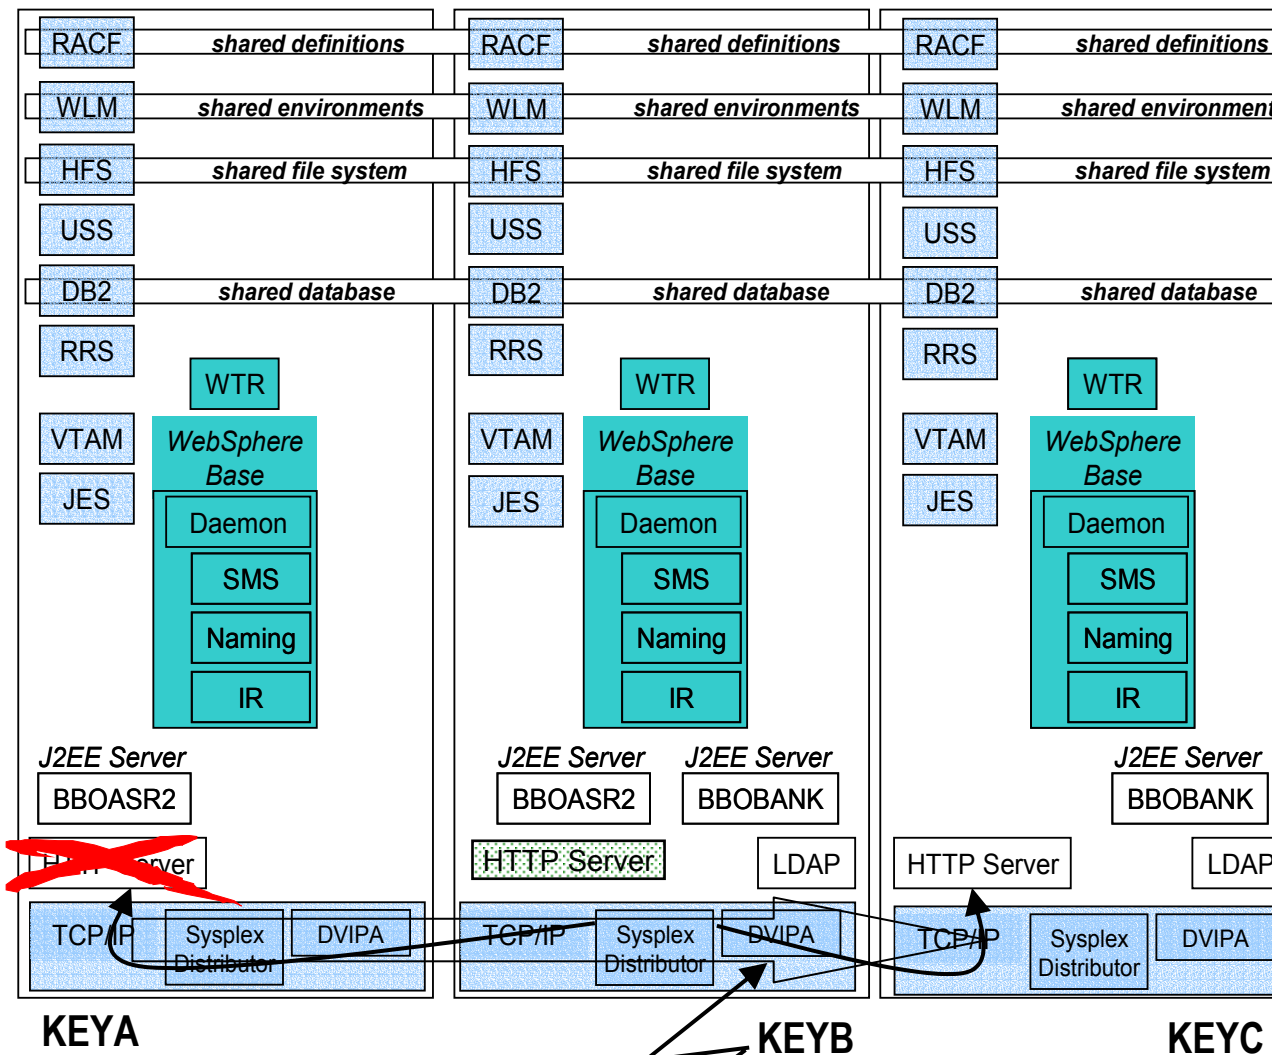 RACF shared definitions RACF shared definitions RACF shared definitions
WLM shared environments WLM shared environments WLM shared environment
HFS shared file system HFS shared file system HFS shared file system
USS USS USS
DB2 shared database DB2 shared database DB2 shared database
RRS RRS RRS
WTR WTR WTR
VTAM WebSphere VTAM WebSphere VTAM WebSphere
Base Base Base
JES JES JES
Daemon Daemon Daemon
SMS SMS SMS
Naming Naming Naming
IR IR IR
J2EE Server J2EE Server J2EE Server J2EE Server
BBOASR2 BBOASR2 BBOBANK BBOBANK
HTTP Server LDAP HTTP Server LDAP
TCP/IP Sysplex DVIPA TCP/IP Sysplex DVIPA TCP/IP Sysplex DVIPA
Distributor Distributor Distributor
KEYA KEYB KEYC